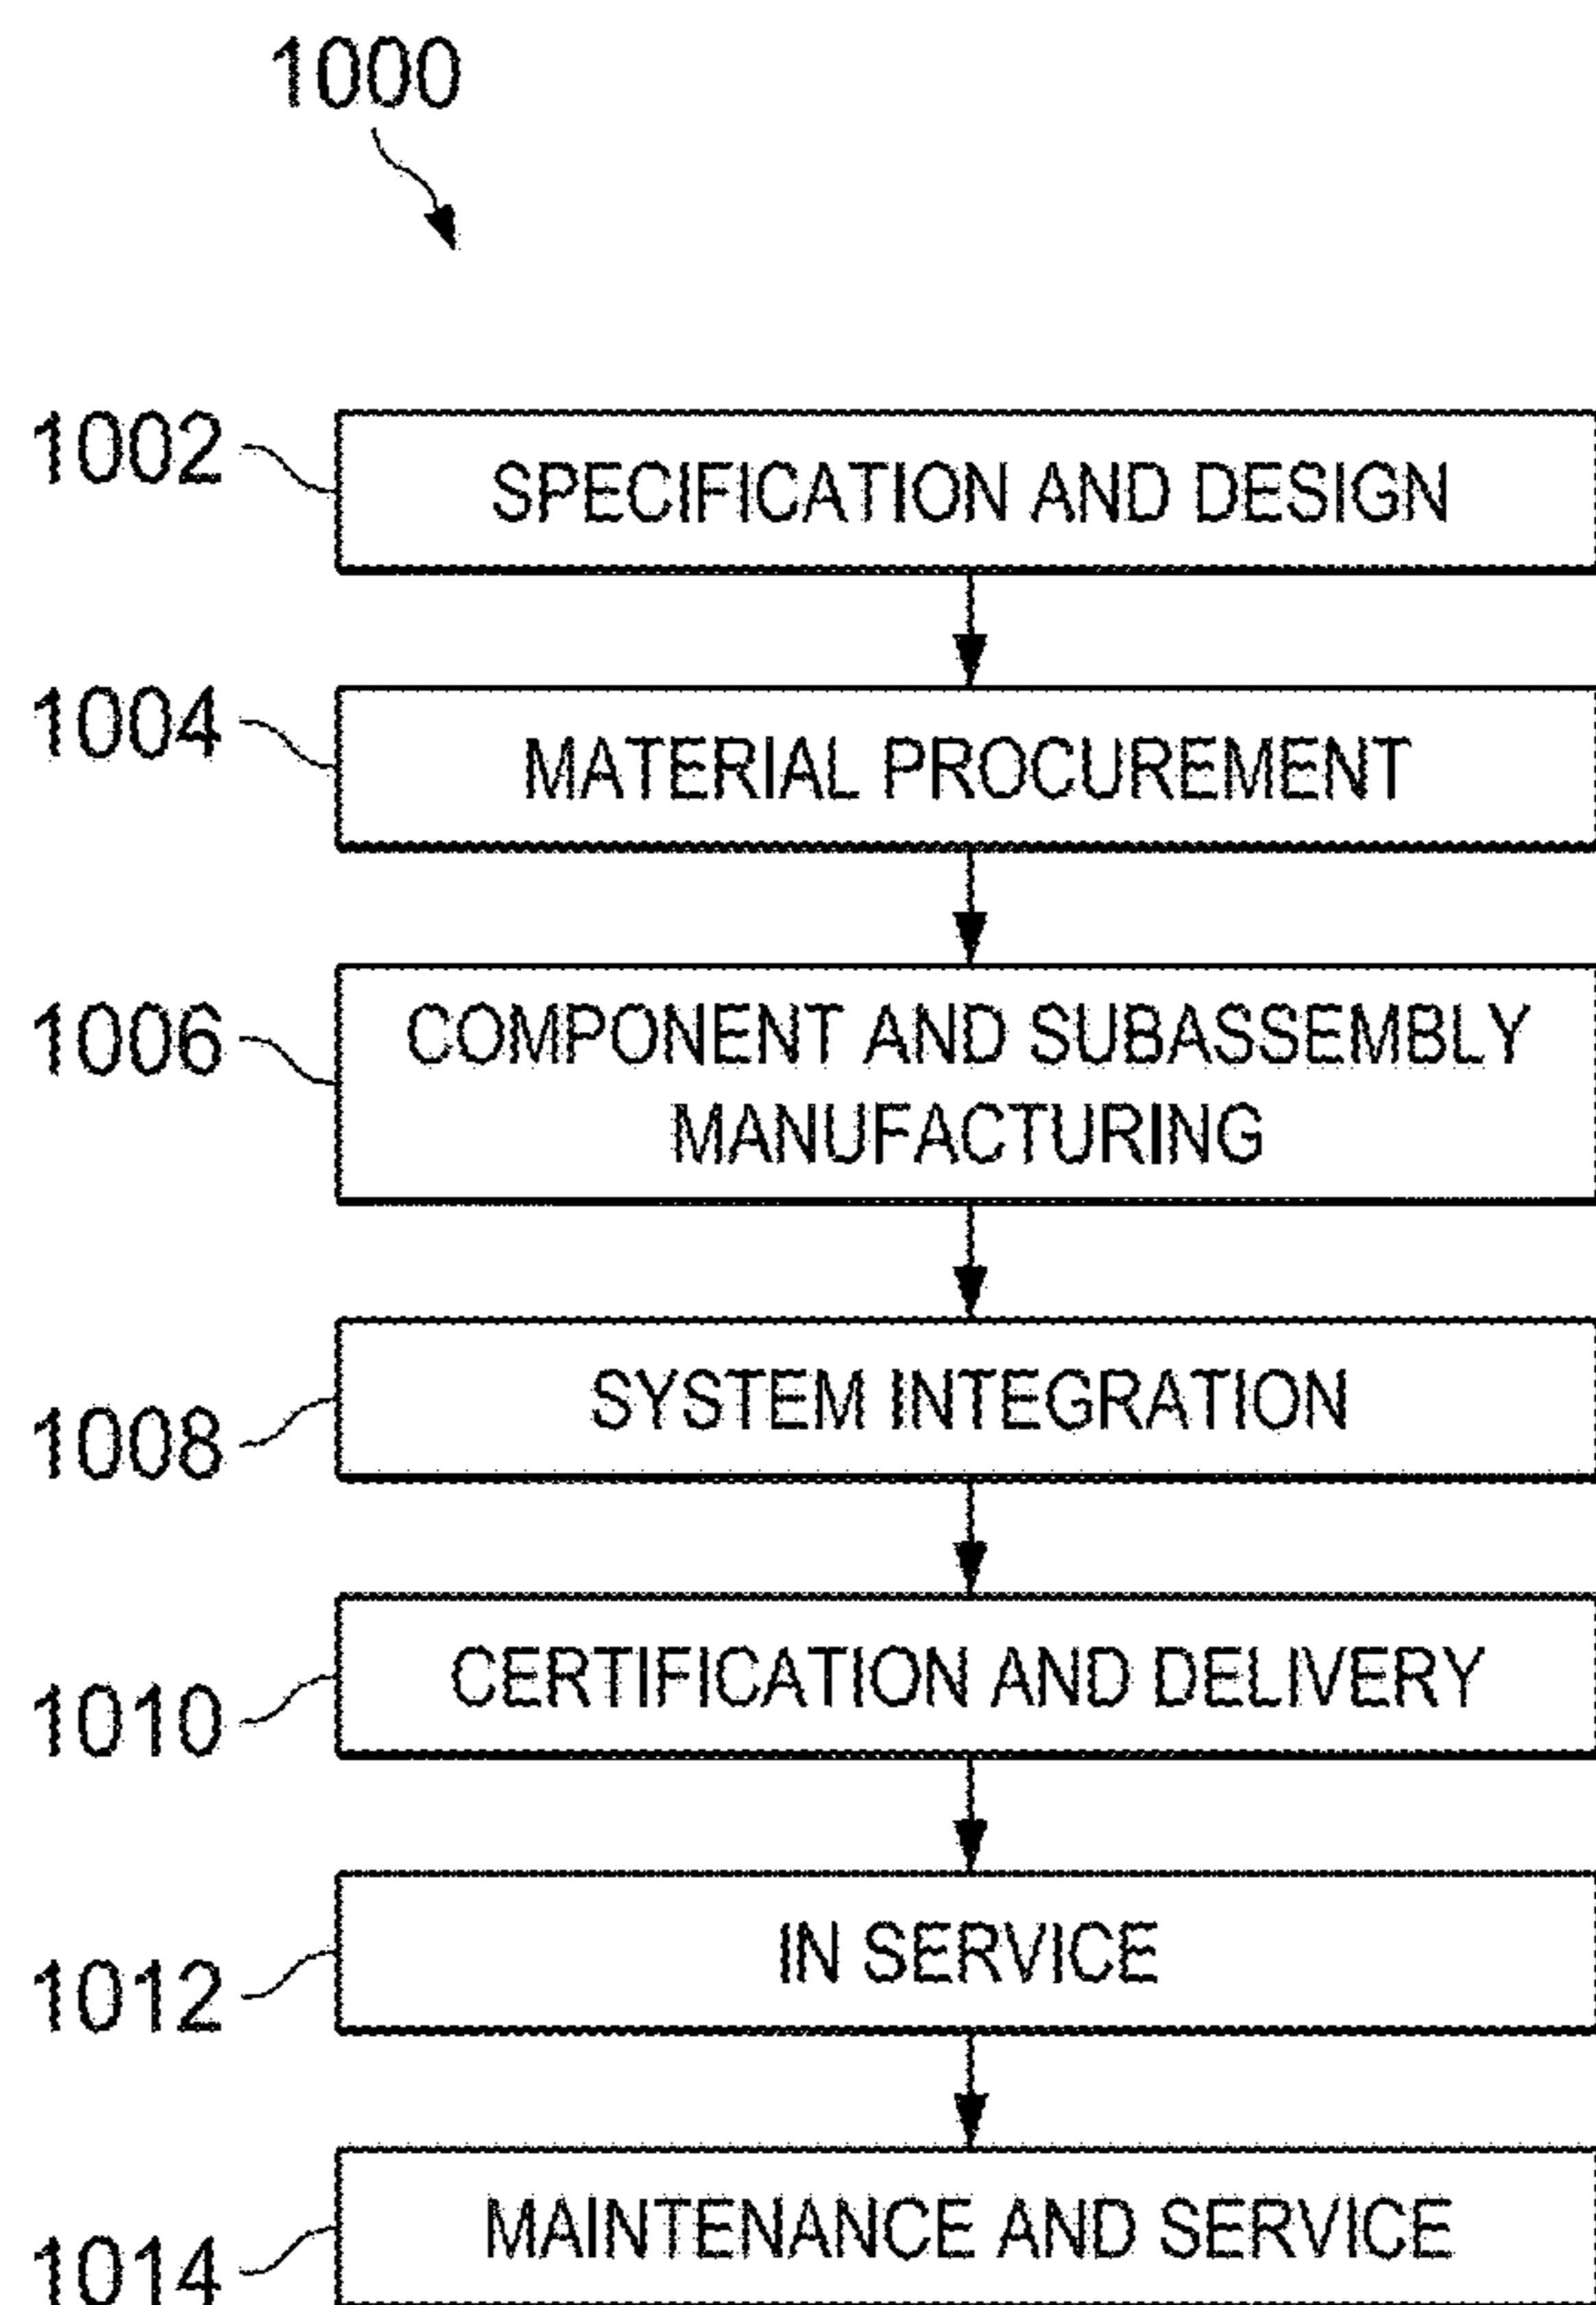 1000
1002 SPECIFICATION AND DESIGN
1004 MATERIAL PROCUREMENT
1006 COMPONENT AND SUBASSEMBLY
MANUFACTURING
1008 SYSTEM INTEGRATION
1010 CERTIFICATION AND DELIVERY
1012 IN SERVICE
1014 MAINTENANCE AND SERVICE